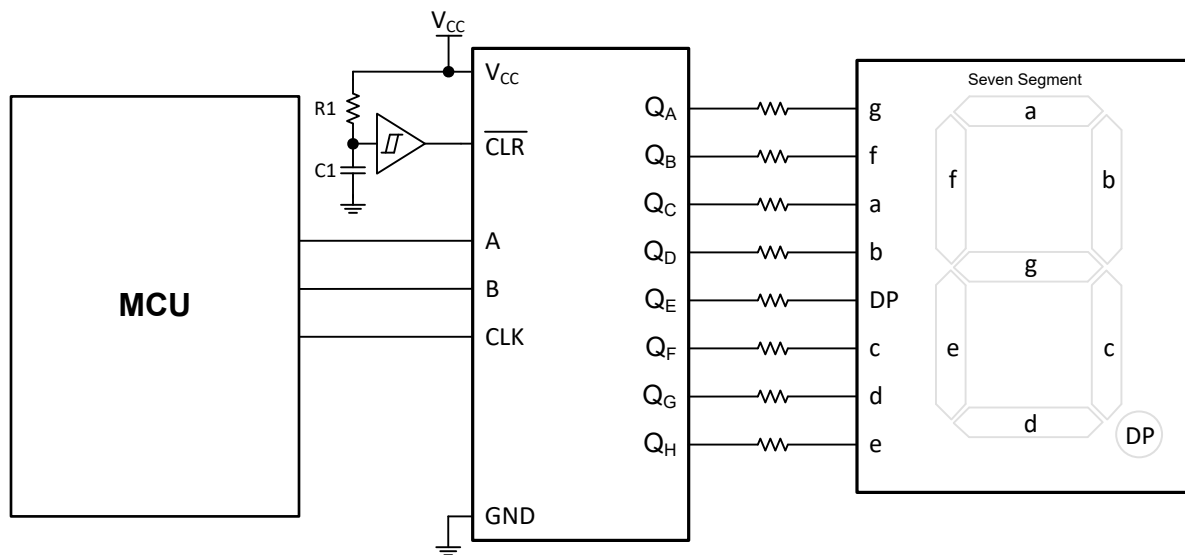 V_CC
V_CC
R1
C1
CLR
A
B
CLK
GND
MCU
Q_A
Q_B
Q_C
Q_D
Q_E
Q_F
Q_G
Q_H
g
f
a
b
DP
c
d
e
Seven Segment
a
f
b
g
e
c
d
DP